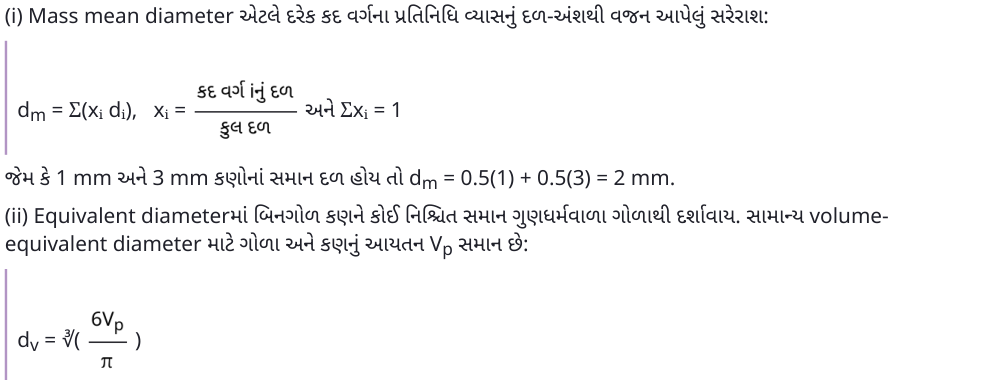 (i) Mass mean diameter એટલે દરેક કદ વર્ગના પ્રતિનિધિ વ્યાસનું દળ-અંશથી વજન આપેલું સરેરાશ:
dₘ = Σ(xᵢ dᵢ), xᵢ = કદ વર્ગ iનું દળ / કુલ દળ અને Σxᵢ = 1
જેમ કે 1 mm અને 3 mm કણોનાં સમાન દળ હોય તો dₘ = 0.5(1) + 0.5(3) = 2 mm.
(ii) Equivalent diameterમાં બિનગોળ કણને કોઈ નિશ્ચિત સમાન ગુણધર્મવાળા ગોળાથી દર્શાવાય. સામાન્ય volume-
equivalent diameter માટે ગોળા અને કણનું આયતન Vₚ સમાન છે:
dᵥ = ∛( 6Vₚ / π )